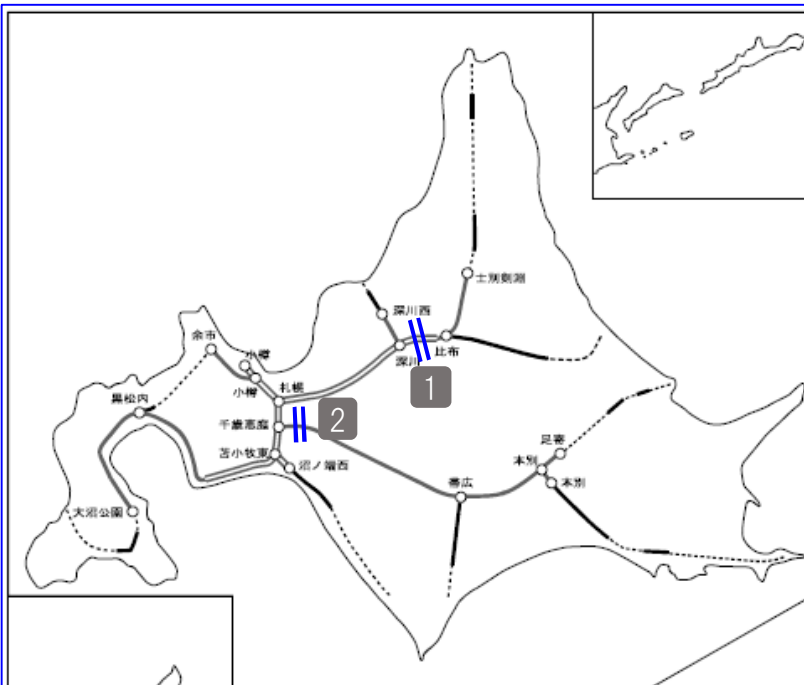 士別剣淵
深川西
余市
小樽
比布
深川
小樽
札幌
1
黒松内
千歳恵庭
2
足寄
苫小牧東
沼ノ端西
本別
本別
帯広
大沼公園